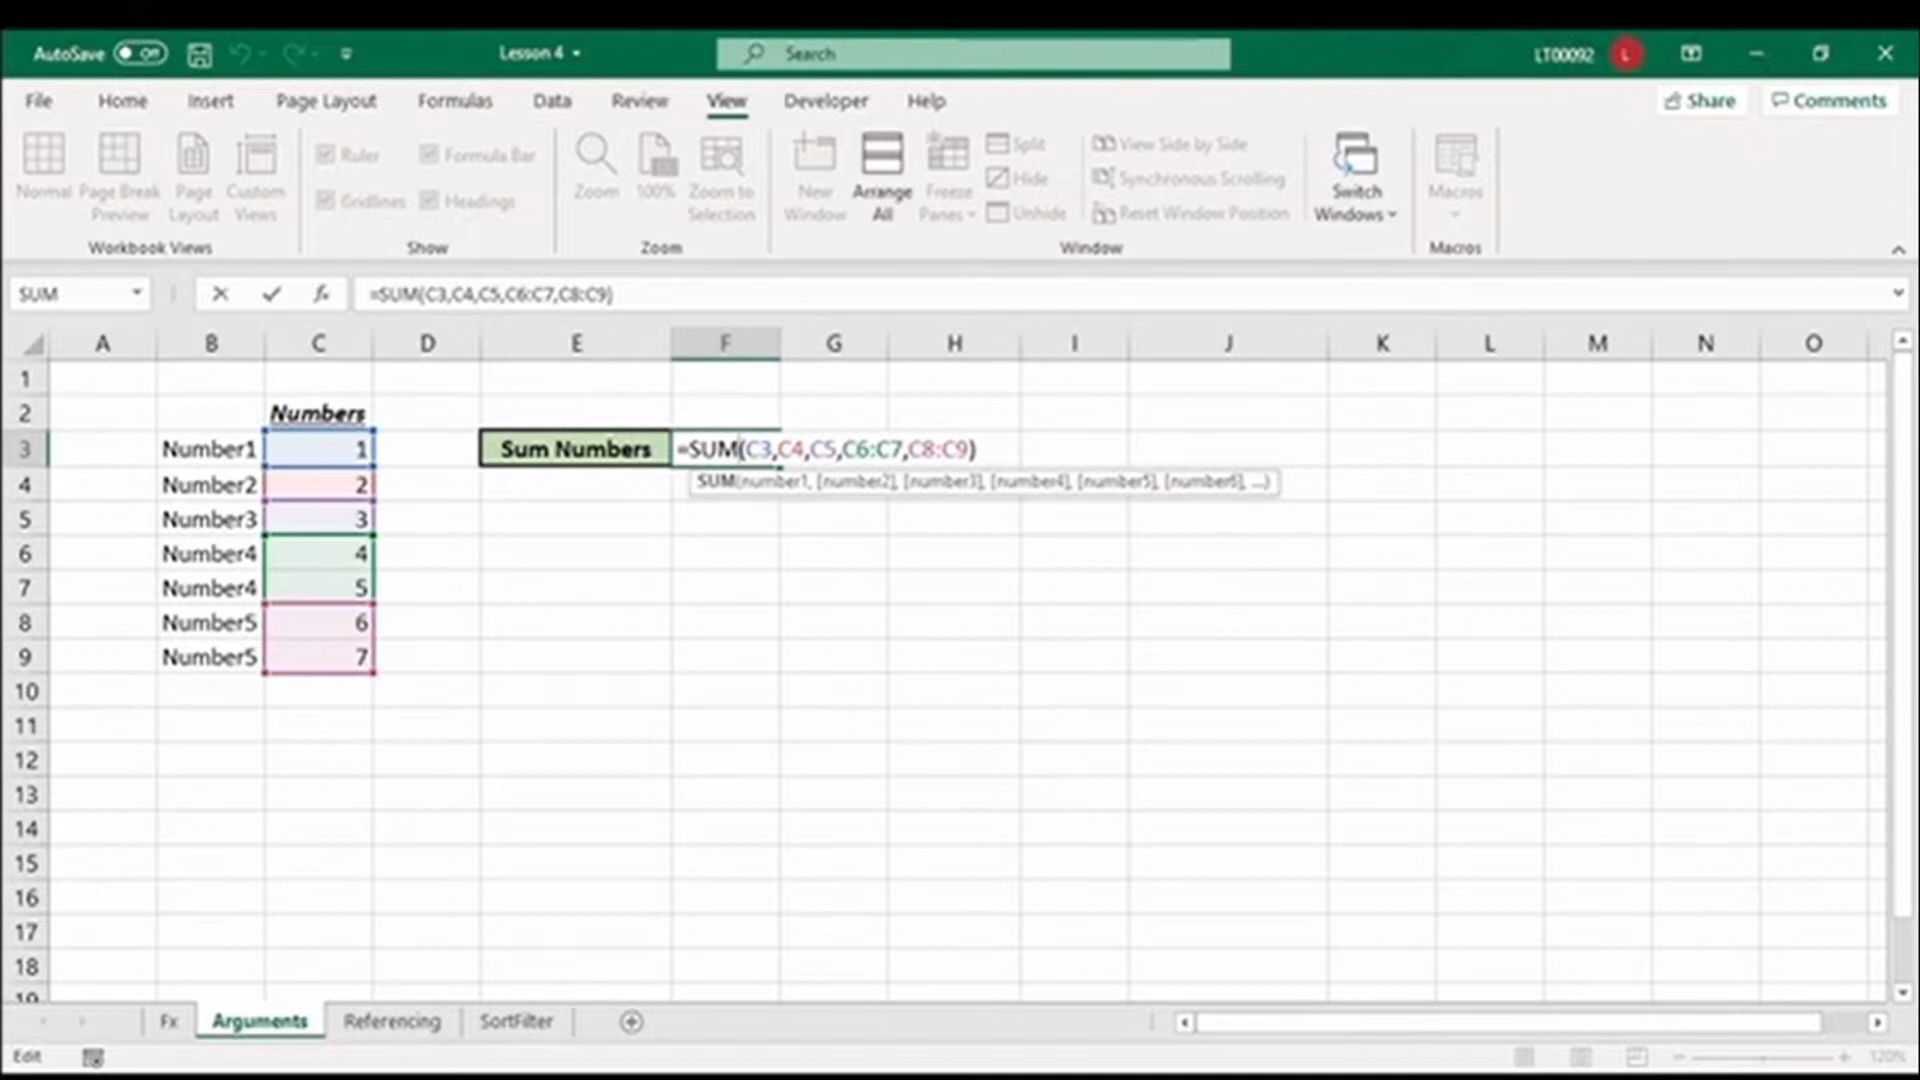 AutoSave Off Lesson 4 Search LT00092 L
File Home Insert Page Layout Formulas Data Review View Developer Help Share Comments
Normal Page Break Preview Page Layout Custom Views
Workbook Views
Ruler Formula Bar
Gridlines Headings
Show
Zoom 100% Zoom to Selection
Zoom
New Window Arrange All Freeze Panes
Split
Hide
Unhide
View Side by Side
Synchronous Scrolling
Reset Window Position
Switch Windows
Window
Macros
Macros
SUM =SUM(C3,C4,C5,C6:C7,C8:C9)
A B C D E F G H I J K L M N O
1
2 Numbers
3 Number1 1 Sum Numbers =SUM(C3,C4,C5,C6:C7,C8:C9)
SUM(number1, [number2], [number3], [number4], [number5], [number6], ...)
4 Number2 2
5 Number3 3
6 Number4 4
7 Number4 5
8 Number5 6
9 Number5 7
10
11
12
13
14
15
16
17
18
19
Fx Arguments Referencing SortFilter
Edit 120%